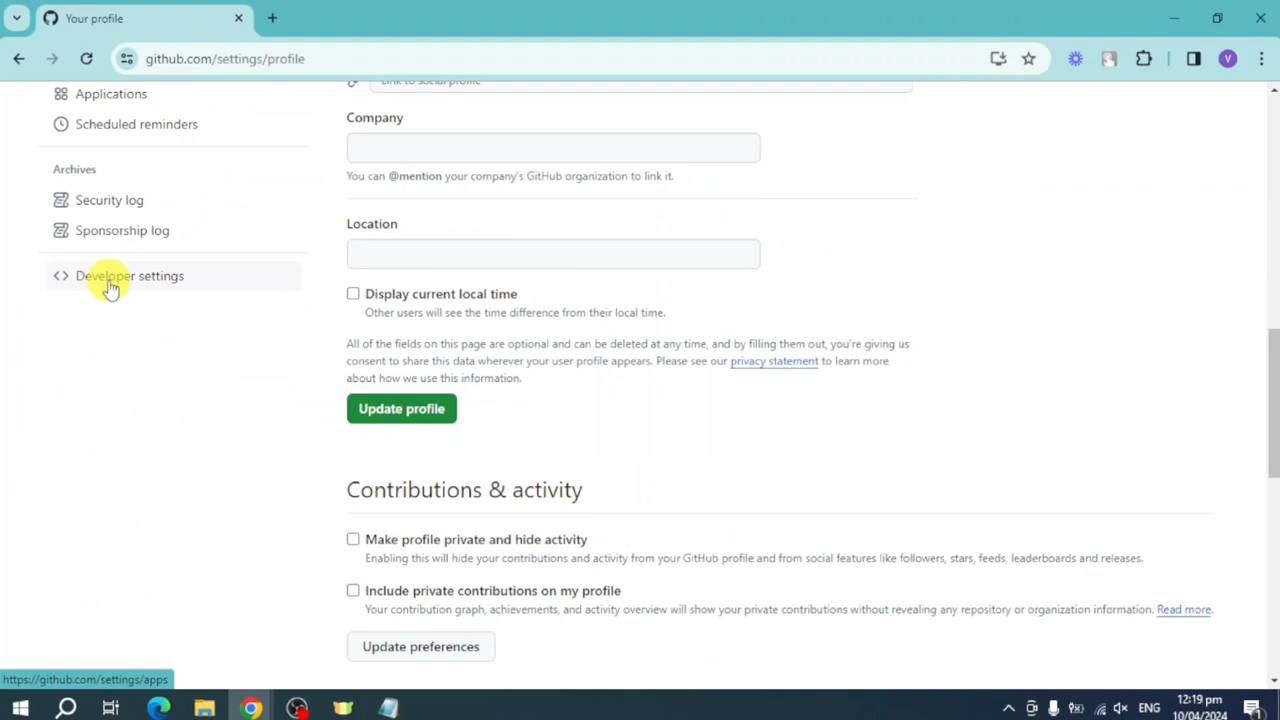 Your profile
github.com/settings/profile
V
Link to social profile
Applications
Scheduled reminders
Archives
Security log
Sponsorship log
Developer settings
Company
You can @mention your company's GitHub organization to link it.
Location
Display current local time
Other users will see the time difference from their local time.
All of the fields on this page are optional and can be deleted at any time, and by filling them out, you're giving us
consent to share this data wherever your user profile appears. Please see our privacy statement to learn more
about how we use this information.
Update profile
Contributions & activity
Make profile private and hide activity
Enabling this will hide your contributions and activity from your GitHub profile and from social features like followers, stars, feeds, leaderboards and releases.
Include private contributions on my profile
Your contribution graph, achievements, and activity overview will show your private contributions without revealing any repository or organization information. Read more.
Update preferences
https://github.com/settings/apps
ENG
12:19 pm
10/04/2024
1